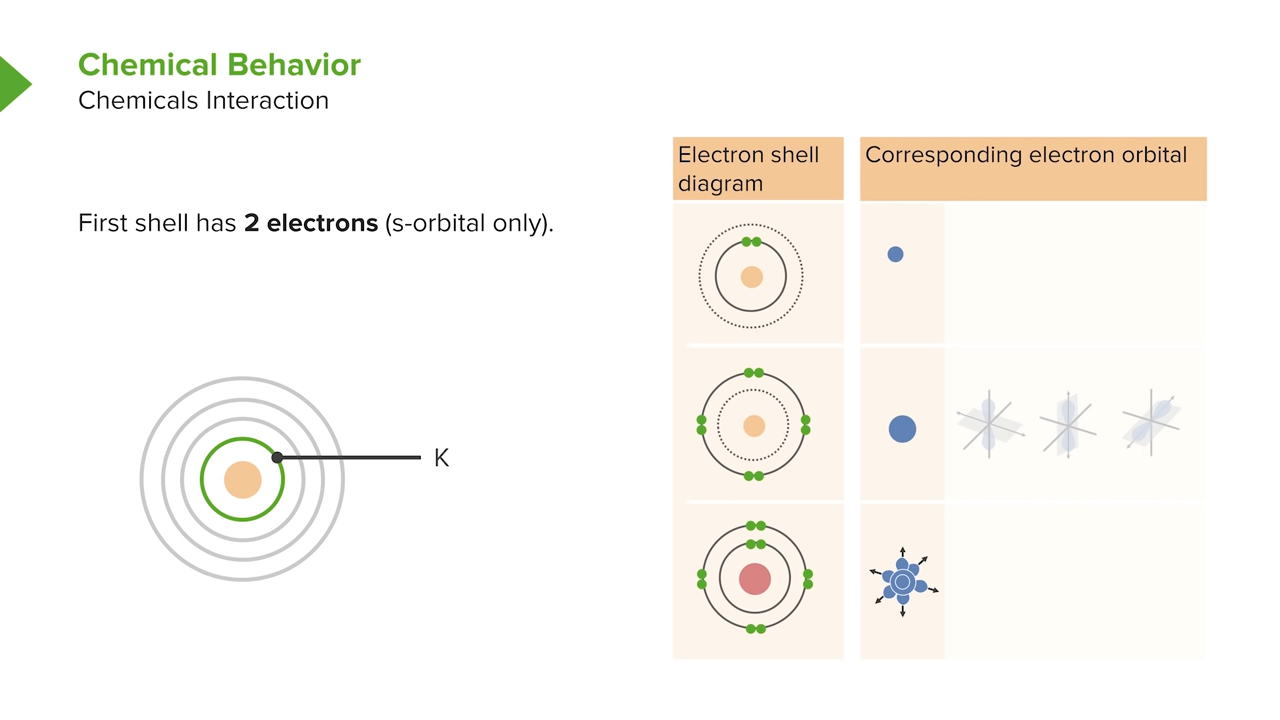 Chemical Behavior
Chemicals Interaction
First shell has 2 electrons (s-orbital only).
K
Electron shell
diagram
Corresponding electron orbital